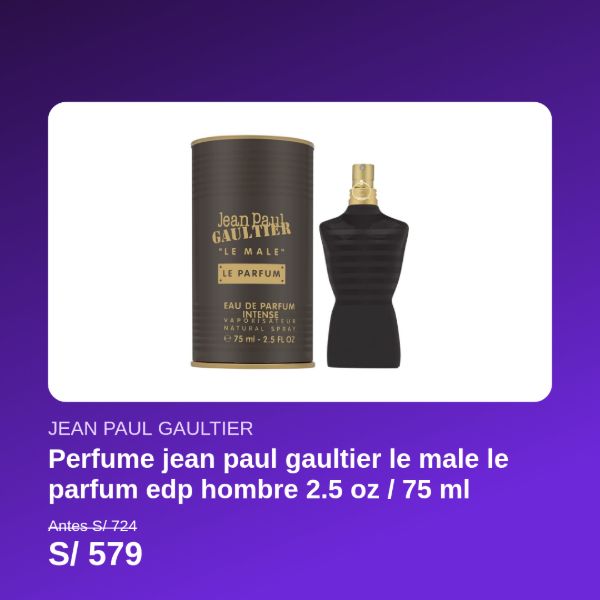 Jean Paul
GAULTIER
"LE MALE"
LE PARFUM
EAU DE PARFUM
INTENSE
VAPORISATEUR
NATURAL SPRAY
℮ 75 ml - 2.5 FL OZ
JEAN PAUL GAULTIER
Perfume jean paul gaultier le male le
parfum edp hombre 2.5 oz / 75 ml
Antes S/ 724
S/ 579